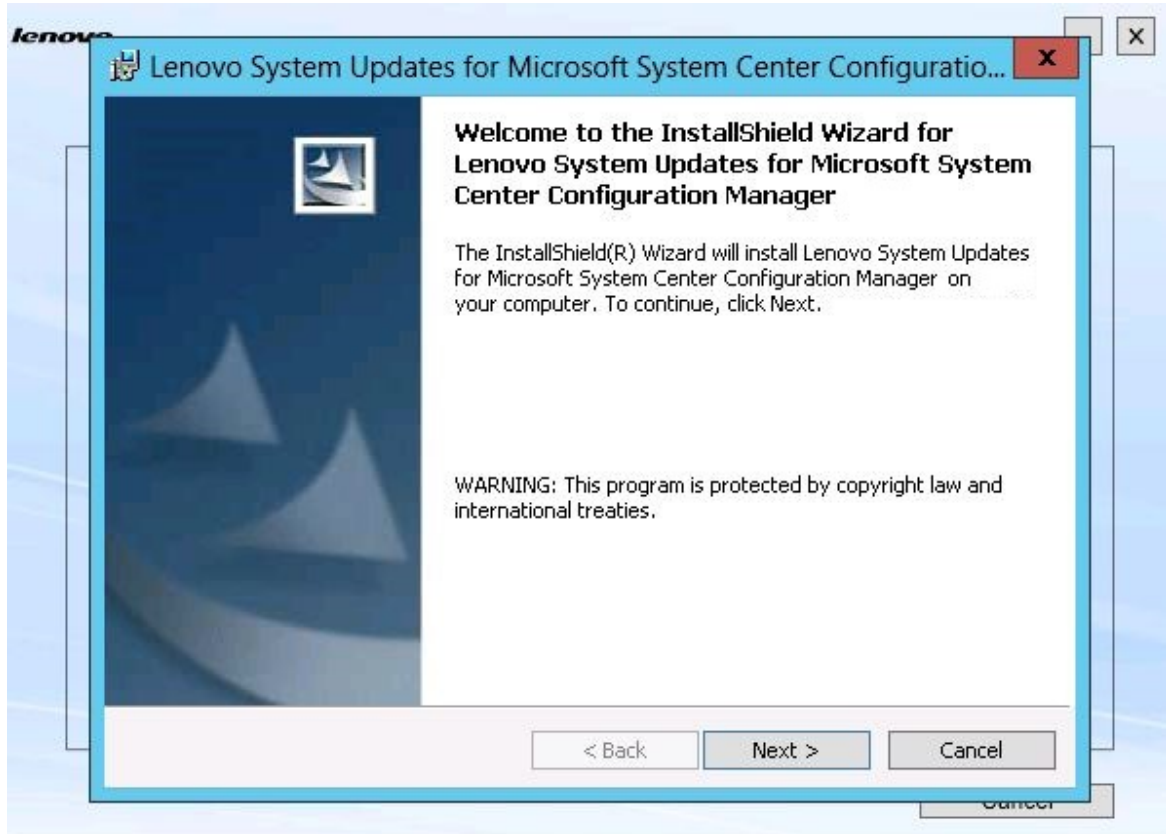 lenovo
Lenovo System Updates for Microsoft System Center Configuratio...
x
X
Welcome to the InstallShield Wizard for
Lenovo System Updates for Microsoft System
Center Configuration Manager
The InstallShield(R) Wizard will install Lenovo System Updates
for Microsoft System Center Configuration Manager on
your computer. To continue, click Next.
WARNING: This program is protected by copyright law and
international treaties.
< Back
Next >
Cancel
Cancel